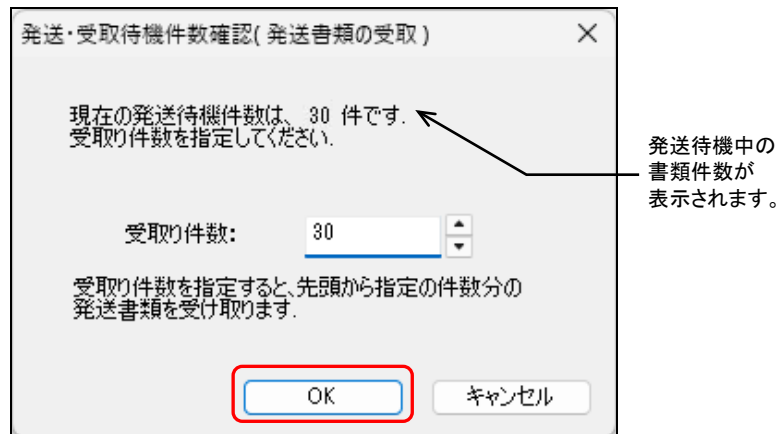 発送・受取待機件数確認( 発送書類の受取 )
現在の発送待機件数は、 30 件です.
受取り件数を指定してください.
発送待機中の
書類件数が
表示されます。
受取り件数:
30
受取り件数を指定すると、先頭から指定の件数分の
発送書類を受け取ります.
OK
キャンセル